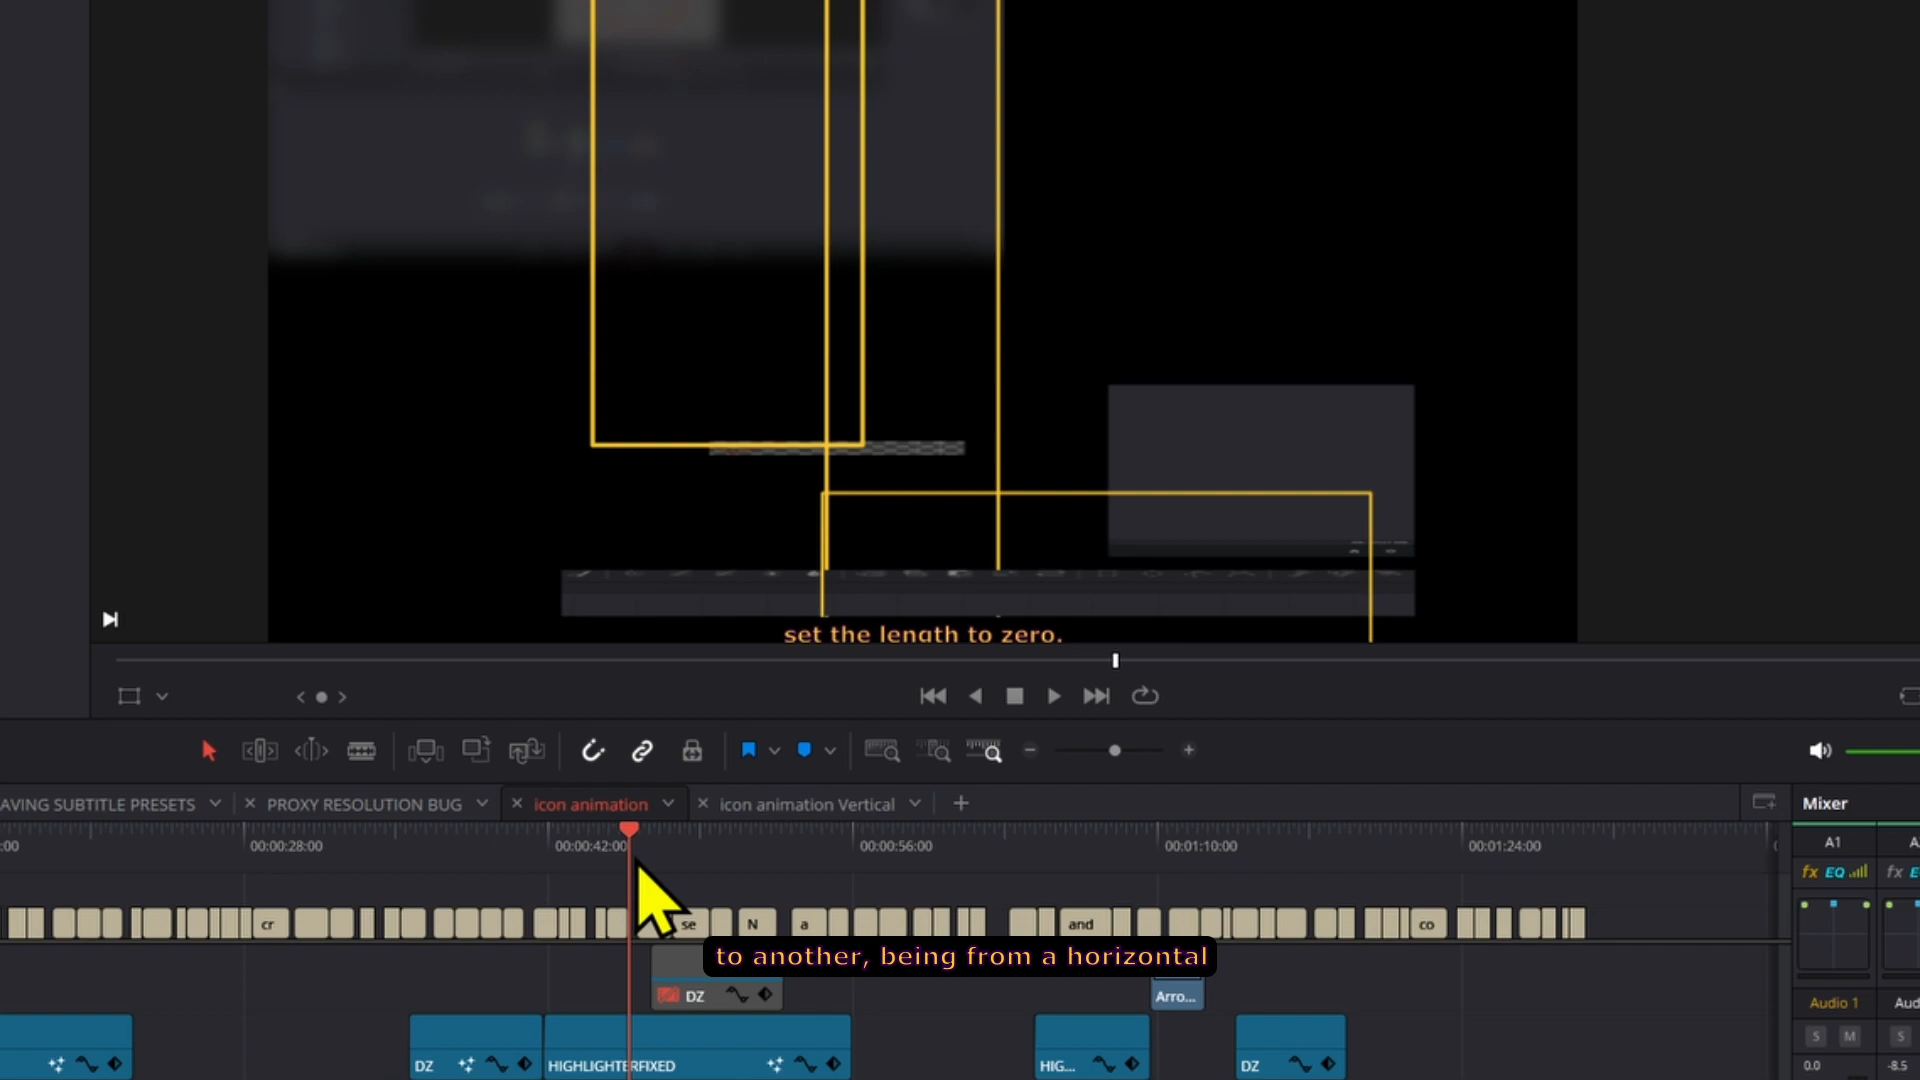 set the length to zero.
AVING SUBTITLE PRESETS
PROXY RESOLUTION BUG
icon animation
icon animation Vertical
Mixer
:00
00:00:28:00
00:00:42:00
00:00:56:00
00:01:10:00
00:01:24:00
A1
fx EQ
fx
cr
se
N
a
and
co
to another, being from a horizontal
DZ
Arro...
Audio 1
Aud
S
M
S
DZ
HIGHLIGHTERFIXED
HIG...
DZ
0.0
-8.5